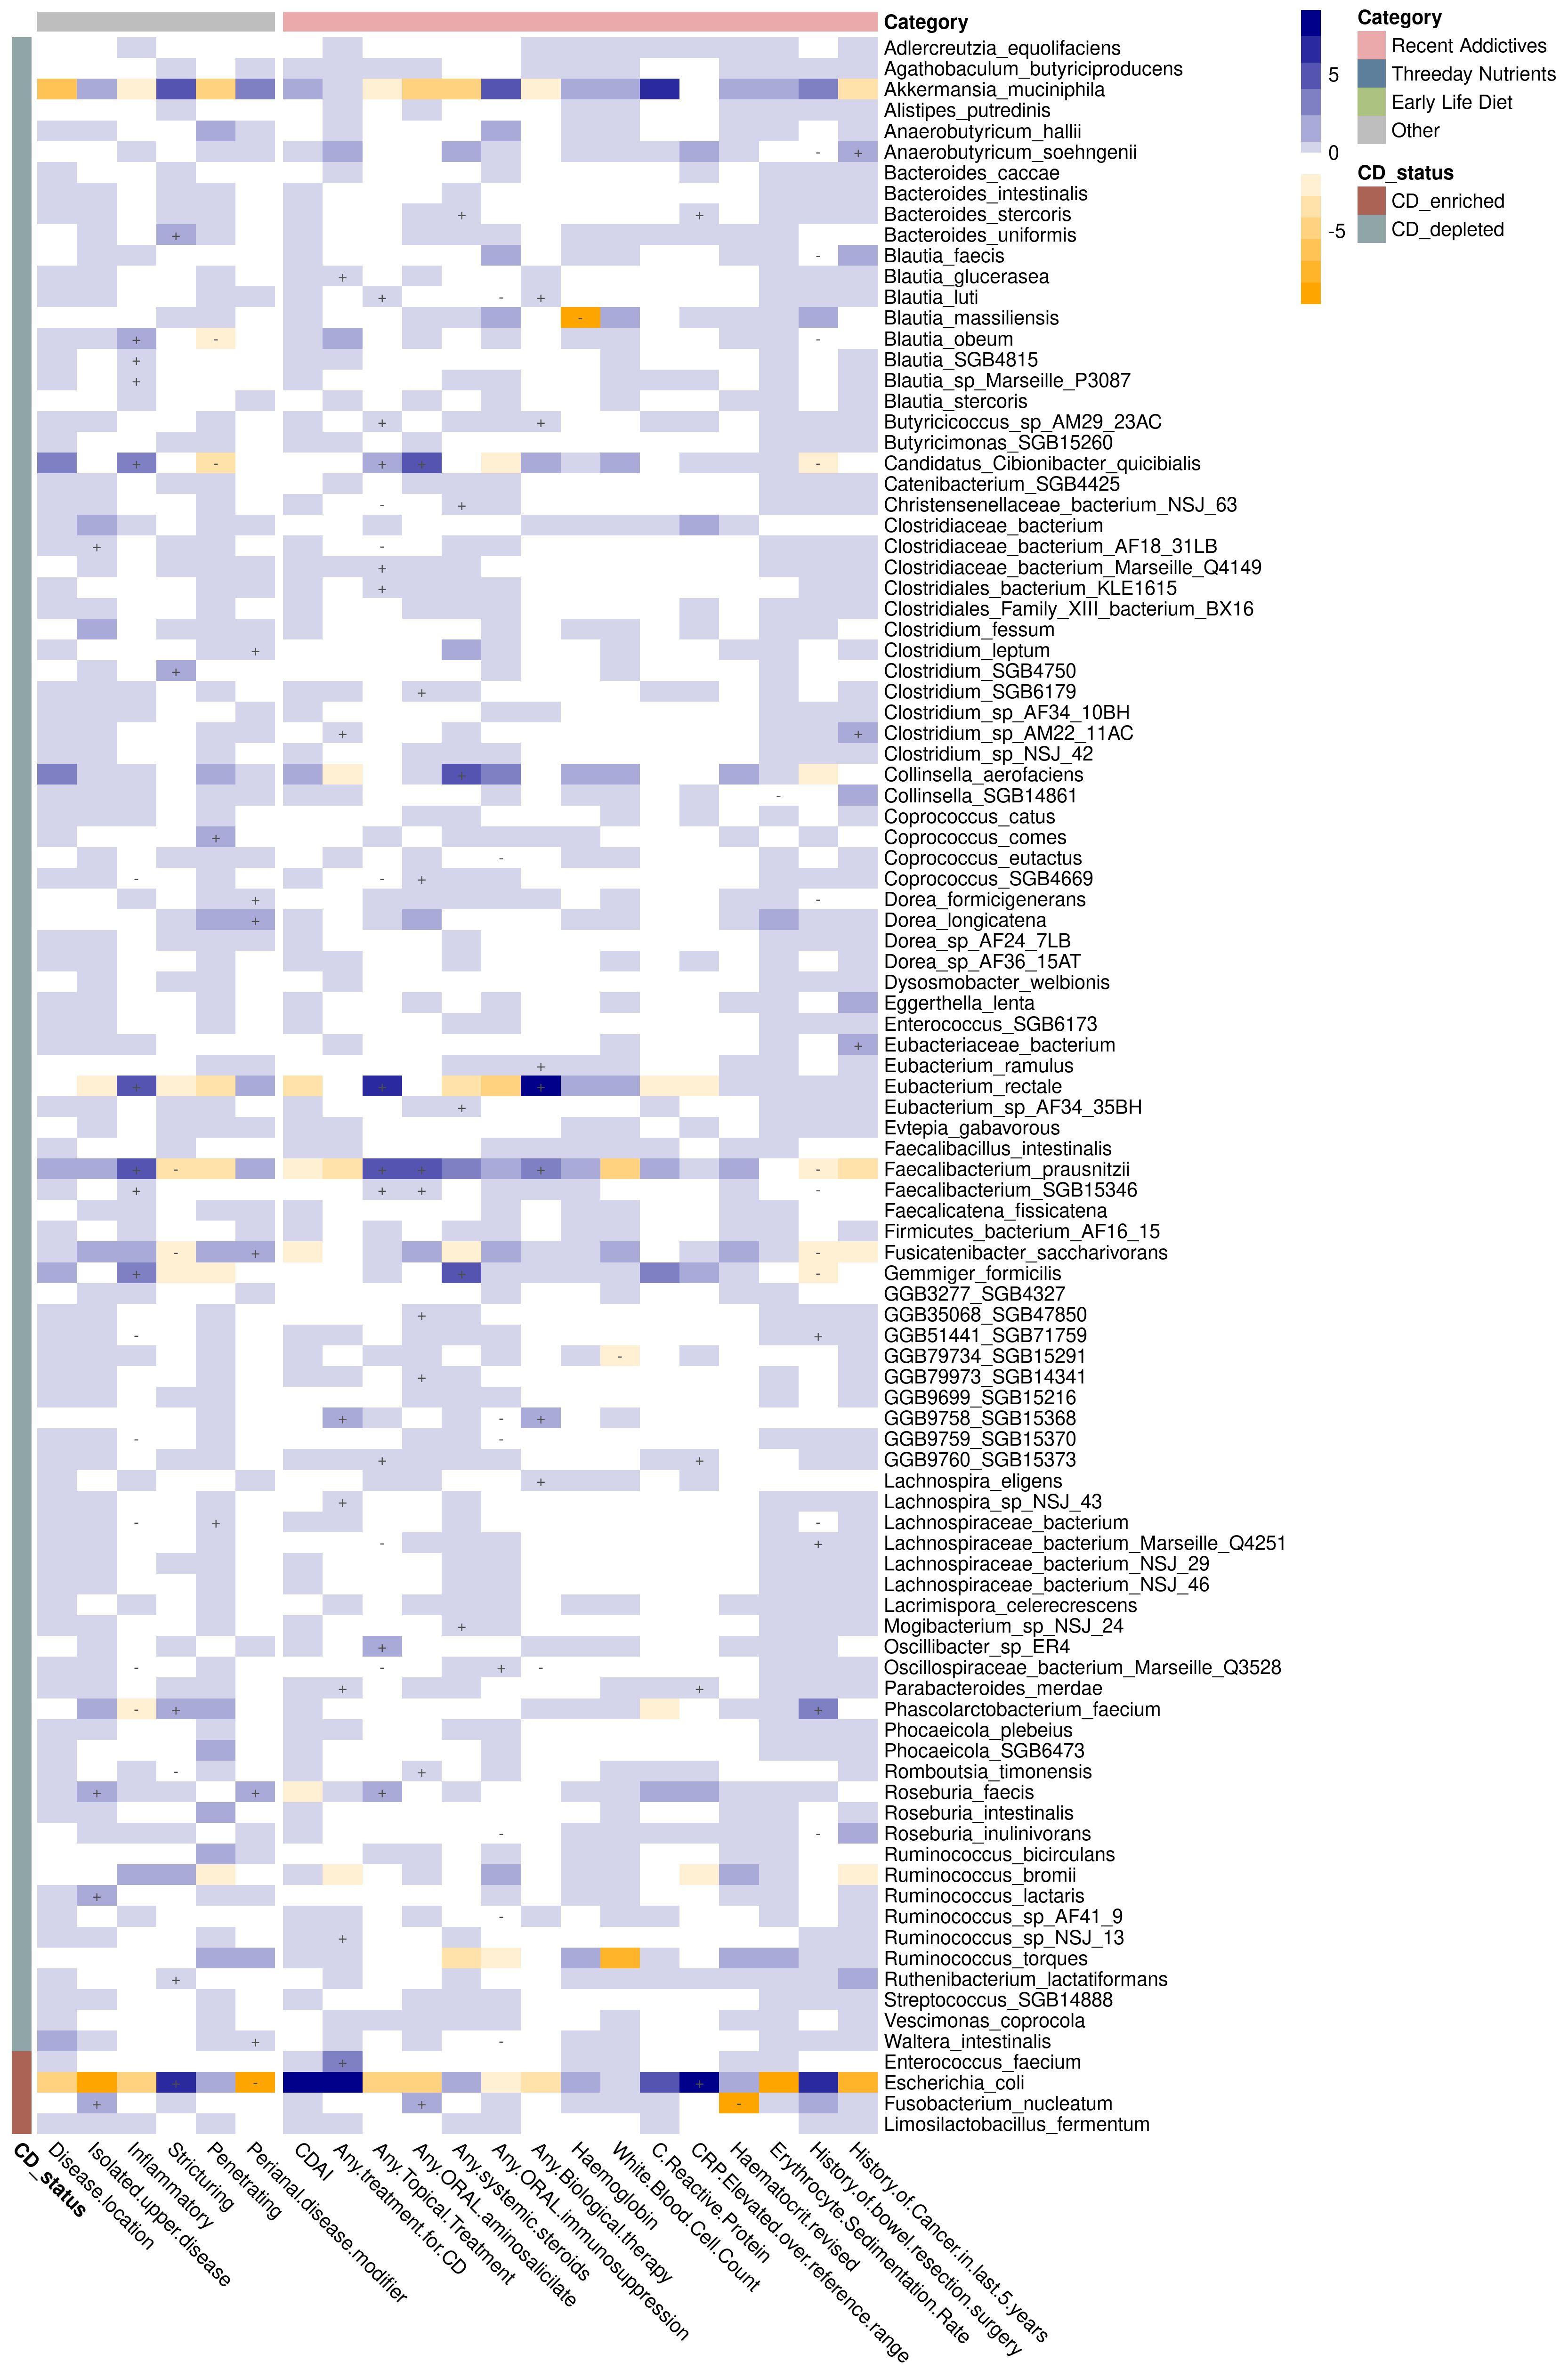 Category
Adlercreutzia_equolifaciens
Agathobaculum_butyriciproducens
Akkermansia_muciniphila
Alistipes_putredinis
Anaerobutyricum_hallii
Anaerobutyricum_soehngenii
Bacteroides_caccae
Bacteroides_intestinalis
Bacteroides_stercoris
Bacteroides_uniformis
Blautia_faecis
Blautia_glucerasea
Blautia_luti
Blautia_massiliensis
Blautia_obeum
Blautia_SGB4815
Blautia_sp_Marseille_P3087
Blautia_stercoris
Butyricicoccus_sp_AM29_23AC
Butyricimonas_SGB15260
Candidatus_Cibionibacter_quicibialis
Catenibacterium_SGB4425
Christensenellaceae_bacterium_NSJ_63
Clostridiaceae_bacterium
Clostridiaceae_bacterium_AF18_31LB
Clostridiaceae_bacterium_Marseille_Q4149
Clostridiales_bacterium_KLE1615
Clostridiales_Family_XIII_bacterium_BX16
Clostridium_fessum
Clostridium_leptum
Clostridium_SGB4750
Clostridium_SGB6179
Clostridium_sp_AF34_10BH
Clostridium_sp_AM22_11AC
Clostridium_sp_NSJ_42
Collinsella_aerofaciens
Collinsella_SGB14861
Coprococcus_catus
Coprococcus_comes
Coprococcus_eutactus
Coprococcus_SGB4669
Dorea_formicigenerans
Dorea_longicatena
Dorea_sp_AF24_7LB
Dorea_sp_AF36_15AT
Dysosmobacter_welbionis
Eggerthella_lenta
Enterococcus_SGB6173
Eubacteriaceae_bacterium
Eubacterium_ramulus
Eubacterium_rectale
Eubacterium_sp_AF34_35BH
Evtepia_gabavorous
Faecalibacillus_intestinalis
Faecalibacterium_prausnitzii
Faecalibacterium_SGB15346
Faecalicatena_fissicatena
Firmicutes_bacterium_AF16_15
Fusicatenibacter_saccharivorans
Gemmiger_formicilis
GGB3277_SGB4327
GGB35068_SGB47850
GGB51441_SGB71759
GGB79734_SGB15291
GGB79973_SGB14341
GGB9699_SGB15216
GGB9758_SGB15368
GGB9759_SGB15370
GGB9760_SGB15373
Lachnospira_eligens
Lachnospira_sp_NSJ_43
Lachnospiraceae_bacterium
Lachnospiraceae_bacterium_Marseille_Q4251
Lachnospiraceae_bacterium_NSJ_29
Lachnospiraceae_bacterium_NSJ_46
Lacrimispora_celerecrescens
Mogibacterium_sp_NSJ_24
Oscillibacter_sp_ER4
Oscillospiraceae_bacterium_Marseille_Q3528
Parabacteroides_merdae
Phascolarctobacterium_faecium
Phocaeicola_plebeius
Phocaeicola_SGB6473
Romboutsia_timonensis
Roseburia_faecis
Roseburia_intestinalis
Roseburia_inulinivorans
Ruminococcus_bicirculans
Ruminococcus_bromii
Ruminococcus_lactaris
Ruminococcus_sp_AF41_9
Ruminococcus_sp_NSJ_13
Ruminococcus_torques
Ruthenibacterium_lactatiformans
Streptococcus_SGB14888
Vescimonas_coprocola
Waltera_intestinalis
Enterococcus_faecium
Escherichia_coli
Fusobacterium_nucleatum
Limosilactobacillus_fermentum
CD_status
Disease.location
Isolated.upper.disease
Inflammatory
Stricturing
Penetrating
Perianal.disease.modifier
CDAI
Any.treatment.for.CD
Any.Topical.Treatment
Any.ORAL.aminosalicilate
Any.systemic.steroids
Any.ORAL.immunosuppression
Any.Biological.therapy
Haemoglobin
White.Blood.Cell.Count
C.Reactive.Protein
CRP.Elevated.over.reference.range
Haematocrit.revised
Erythrocyte.Sedimentation.Rate
History.of.bowel.resection.surgery
History.of.Cancer.in.last.5.years
5
0
-5
Category
Recent Addictives
Threeday Nutrients
Early Life Diet
Other
CD_status
CD_enriched
CD_depleted